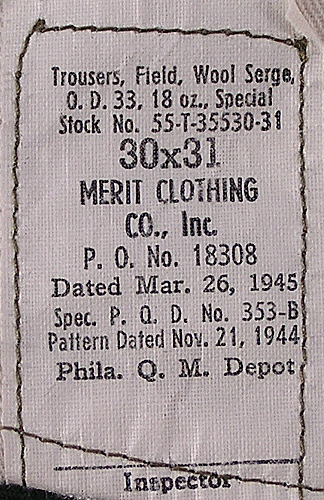 Trousers, Field, Wool Serge,
O. D. 33, 18 oz., Special
Stock No. 55-T-35530-31
30x31
MERIT CLOTHING
CO., Inc.
P. O. No. 18308
Dated Mar. 26, 1945
Spec. P. Q. D. No. 353-B
Pattern Dated Nov. 21, 1944
Phila. Q. M. Depot
Inspector